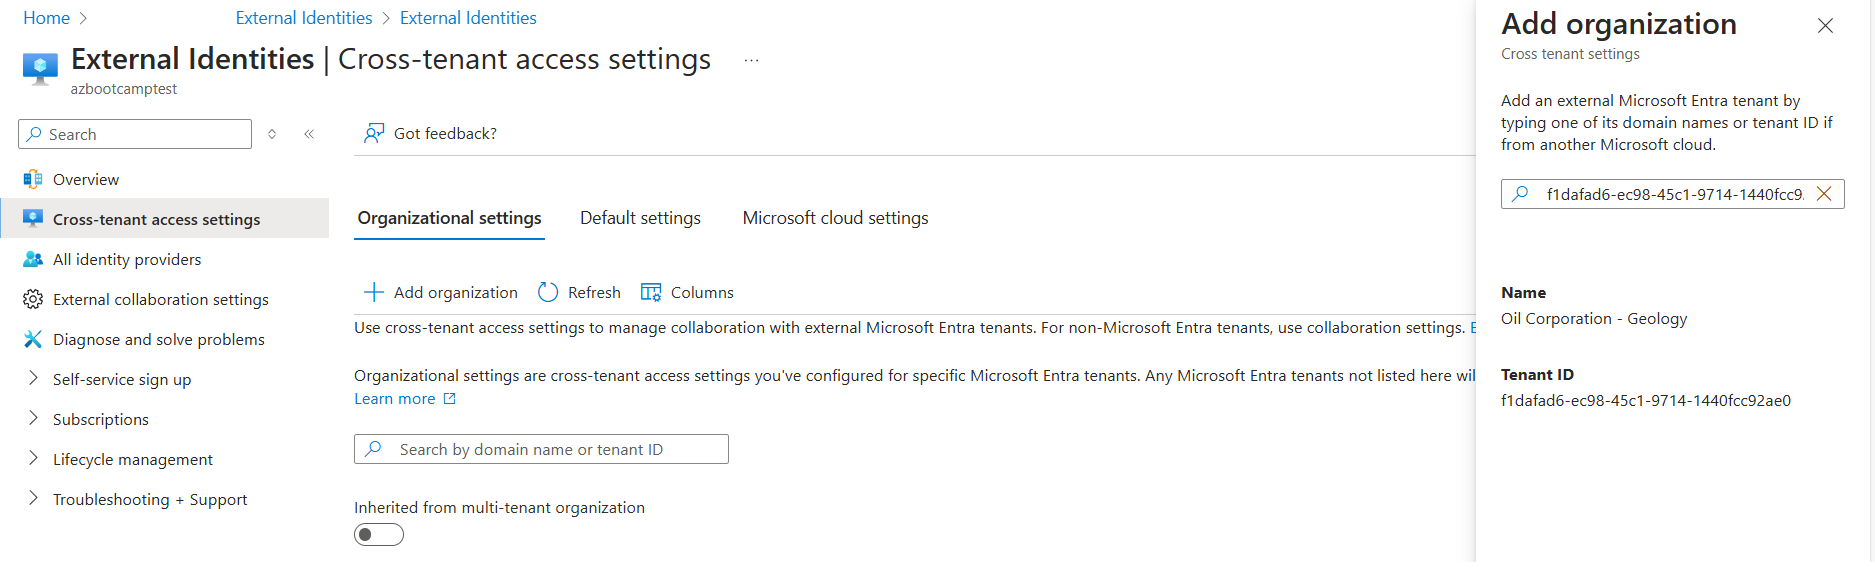 Home > External Identities > External Identities
External Identities | Cross-tenant access settings ...
azbootcamptest
Search
Overview
Cross-tenant access settings
All identity providers
External collaboration settings
Diagnose and solve problems
Self-service sign up
Subscriptions
Lifecycle management
Troubleshooting + Support
Got feedback?
Organizational settings Default settings Microsoft cloud settings
Add organization Refresh Columns
Use cross-tenant access settings to manage collaboration with external Microsoft Entra tenants. For non-Microsoft Entra tenants, use collaboration settings.
Organizational settings are cross-tenant access settings you've configured for specific Microsoft Entra tenants. Any Microsoft Entra tenants not listed here wil
Learn more
Search by domain name or tenant ID
Inherited from multi-tenant organization
Add organization
Cross tenant settings
Add an external Microsoft Entra tenant by
typing one of its domain names or tenant ID if
from another Microsoft cloud.
f1dafad6-ec98-45c1-9714-1440fcc9
Name
Oil Corporation - Geology
Tenant ID
f1dafad6-ec98-45c1-9714-1440fcc92ae0